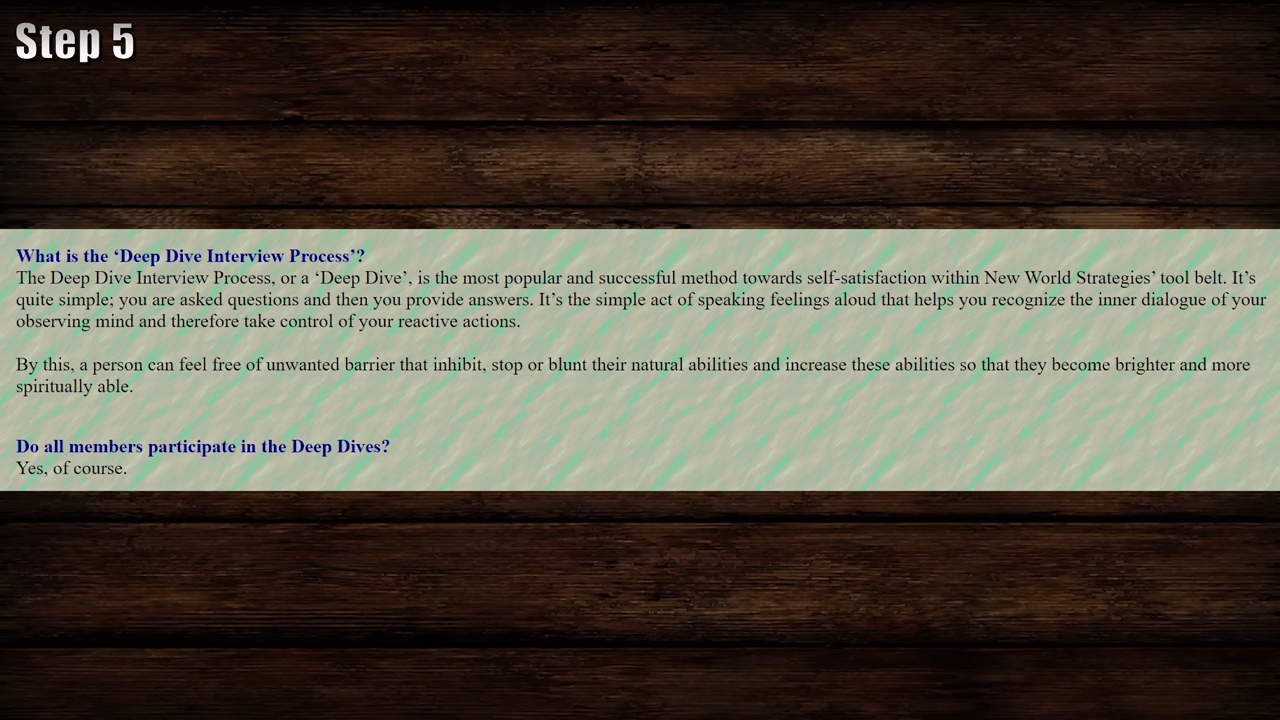 Step 5
What is the ‘Deep Dive Interview Process’?
The Deep Dive Interview Process, or a ‘Deep Dive’, is the most popular and successful method towards self-satisfaction within New World Strategies’ tool belt. It’s
quite simple; you are asked questions and then you provide answers. It’s the simple act of speaking feelings aloud that helps you recognize the inner dialogue of your
observing mind and therefore take control of your reactive actions.
By this, a person can feel free of unwanted barrier that inhibit, stop or blunt their natural abilities and increase these abilities so that they become brighter and more
spiritually able.
Do all members participate in the Deep Dives?
Yes, of course.